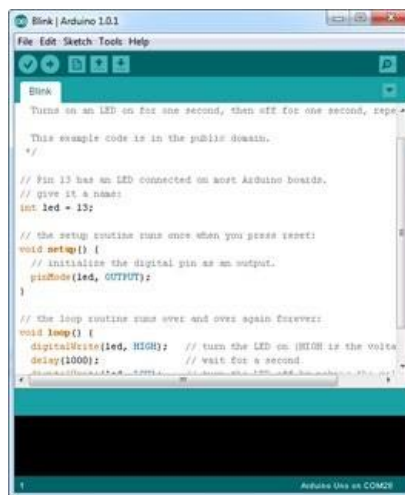 Blink | Arduino 1.0.1
File Edit Sketch Tools Help
Blink
Turns on an LED on for one second, then off for one second, repe
This example code is in the public domain.
*/
// Pin 13 has an LED connected on most Arduino boards.
// give it a name:
int led = 13;
// the setup routine runs once when you press reset:
void setup() {
// initialize the digital pin as an output.
pinMode(led, OUTPUT);
}
// the loop routine runs over and over again forever:
void loop() {
digitalWrite(led, HIGH); // turn the LED on (HIGH is the volta
delay(1000); // wait for a second
1
Arduino Uno on COM28